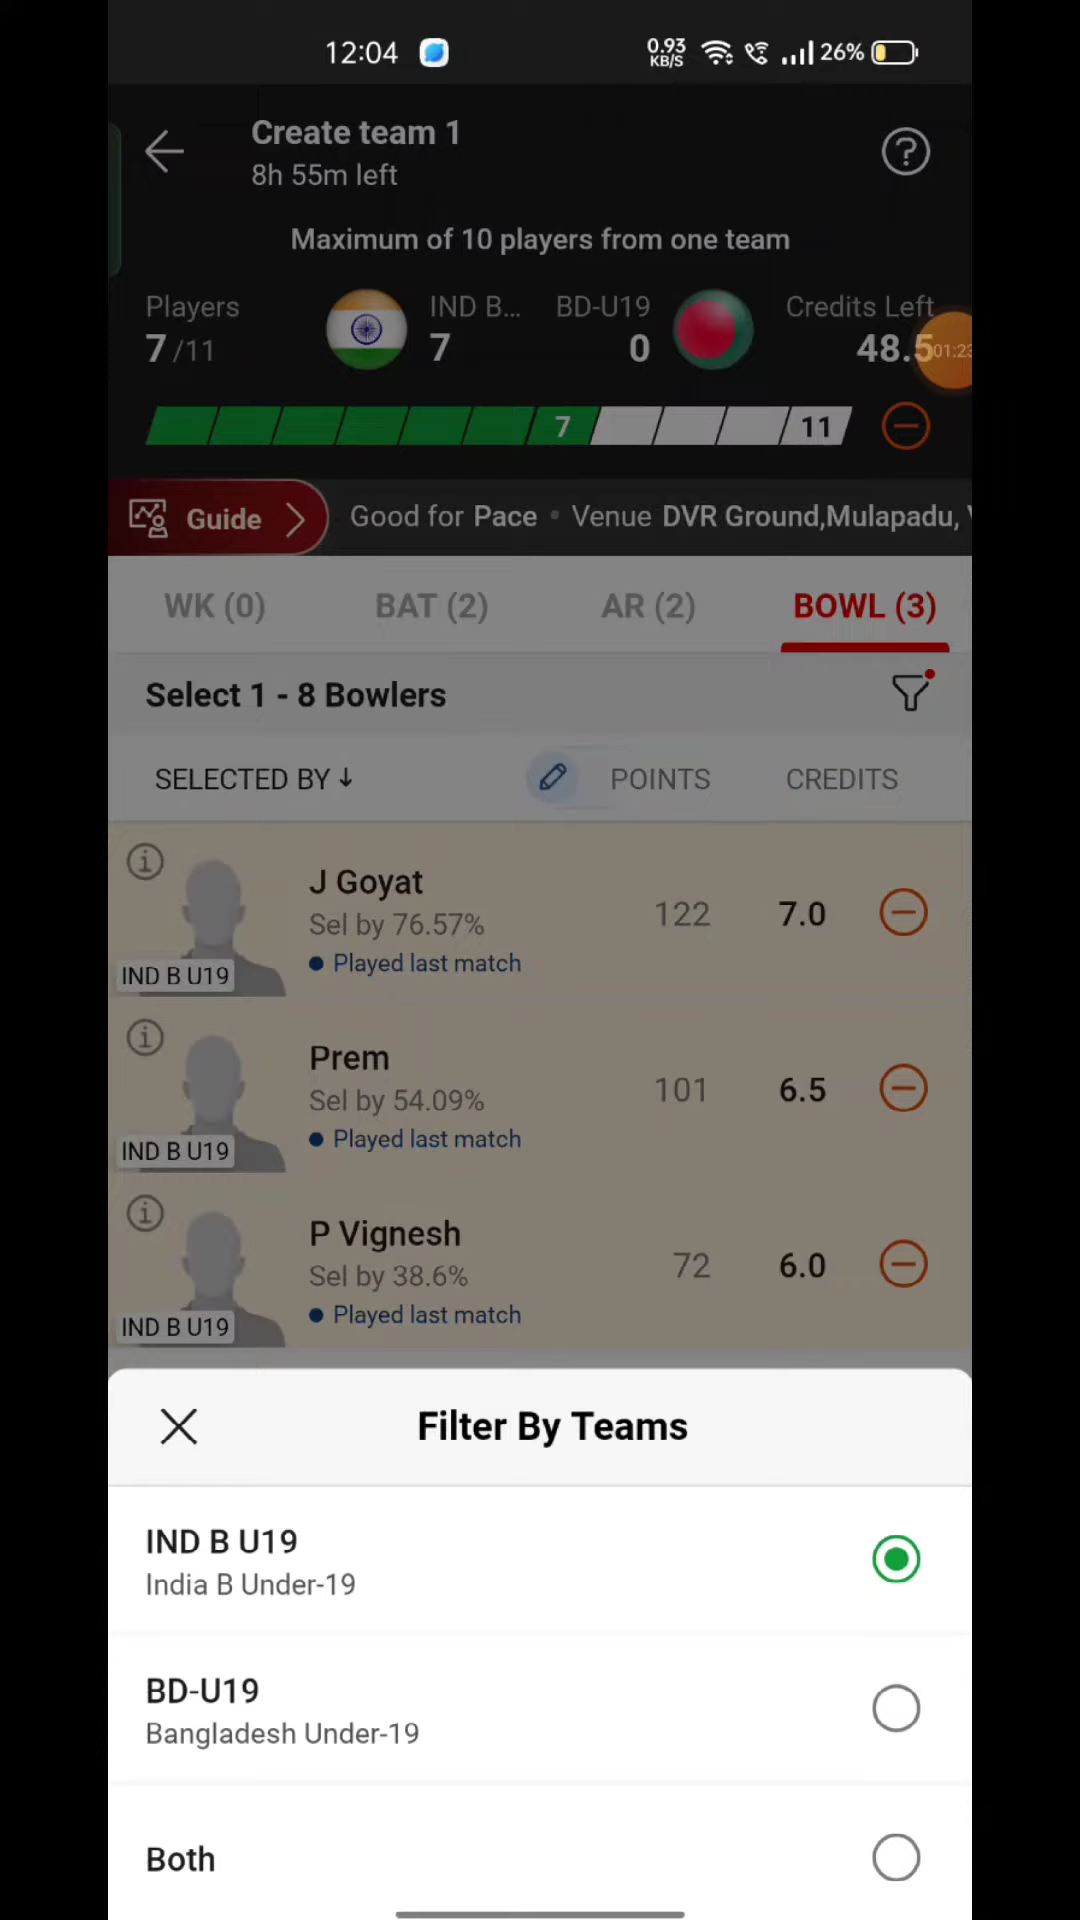 12:04 0.93 KB/S 26%
Create team 1
8h 55m left
Maximum of 10 players from one team
Players IND B... BD-U19 Credits Left
7/11 7 0 48.5 01:23
7 11
Guide Good for Pace • Venue DVR Ground,Mulapadu,
WK (0) BAT (2) AR (2) BOWL (3)
Select 1 - 8 Bowlers
SELECTED BY ↓ POINTS CREDITS
J Goyat
Sel by 76.57% 122 7.0
Played last match
IND B U19
Prem
Sel by 54.09% 101 6.5
Played last match
IND B U19
P Vignesh
Sel by 38.6% 72 6.0
Played last match
IND B U19
Filter By Teams
IND B U19
India B Under-19
BD-U19
Bangladesh Under-19
Both